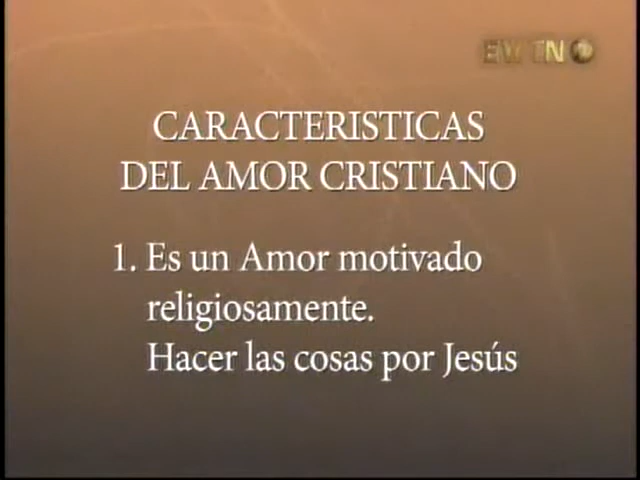 EWTN
CARACTERISTICAS
DEL AMOR CRISTIANO
1. Es un Amor motivado
religiosamente.
Hacer las cosas por Jesús